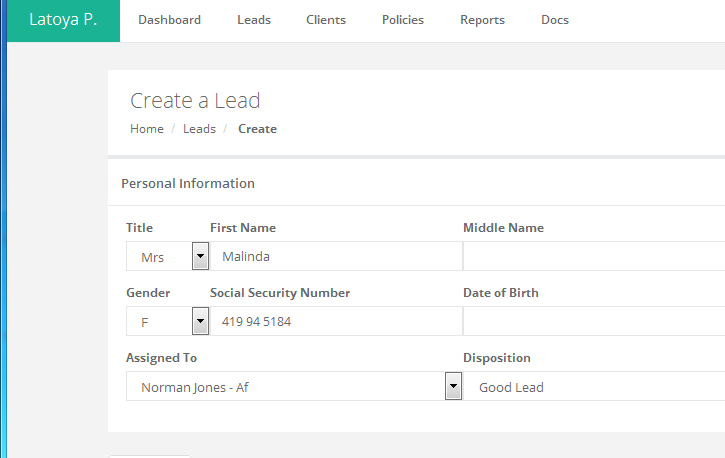 Latoya P. Dashboard Leads Clients Policies Reports Docs
Create a Lead
Home / Leads / Create
Personal Information
Title First Name Middle Name
Mrs Malinda
Gender Social Security Number Date of Birth
F 419 94 5184
Assigned To Disposition
Norman Jones - Af Good Lead